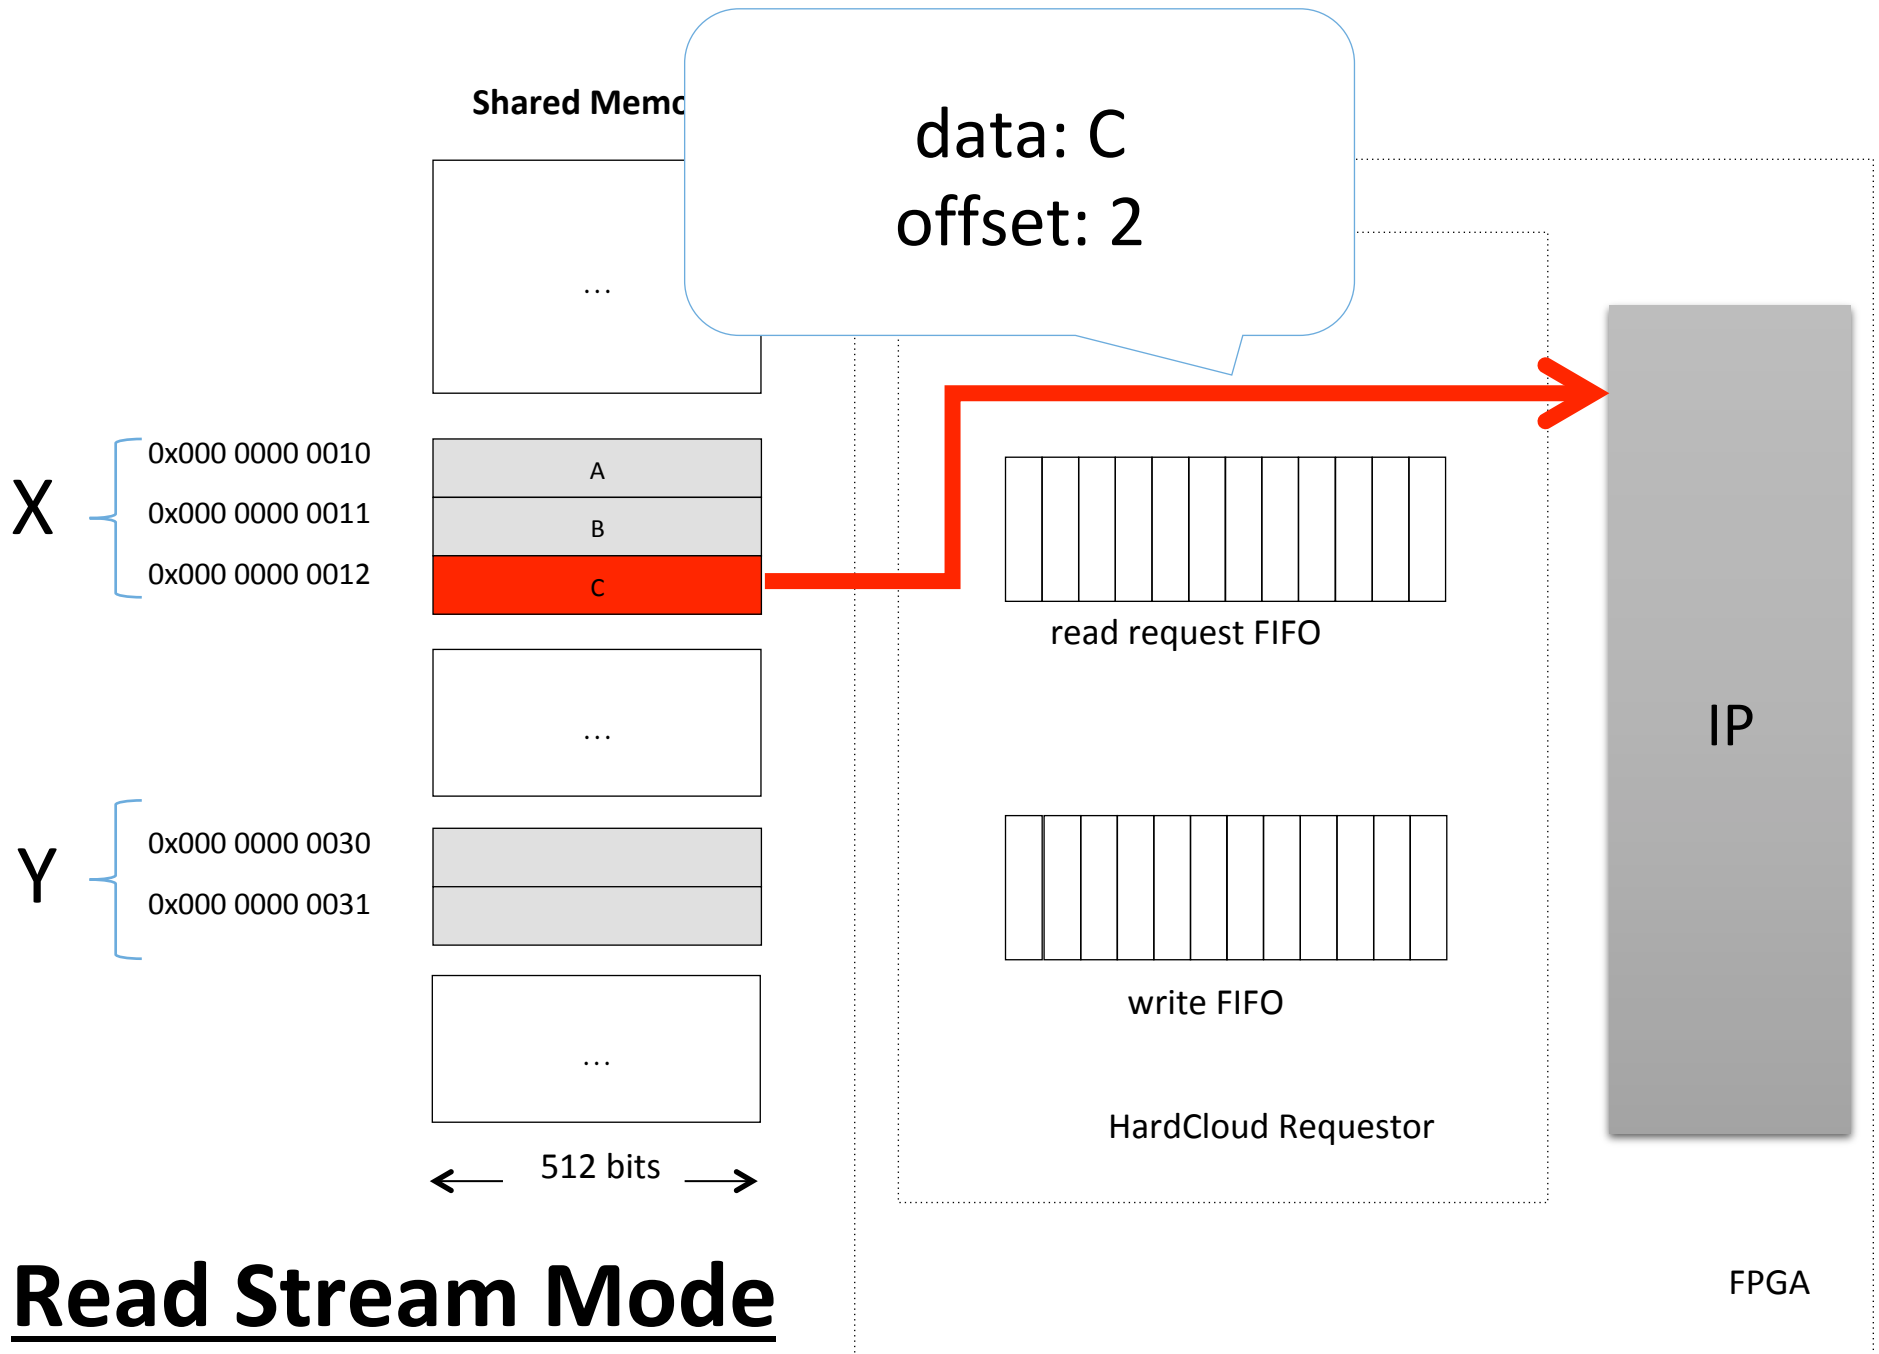 data: C
offset: 2
Shared Memo
...
X
0x000 0000 0010
0x000 0000 0011
0x000 0000 0012
A
B
C
read request FIFO
...
IP
Y
0x000 0000 0030
0x000 0000 0031
write FIFO
...
HardCloud Requestor
512 bits
Read Stream Mode
FPGA